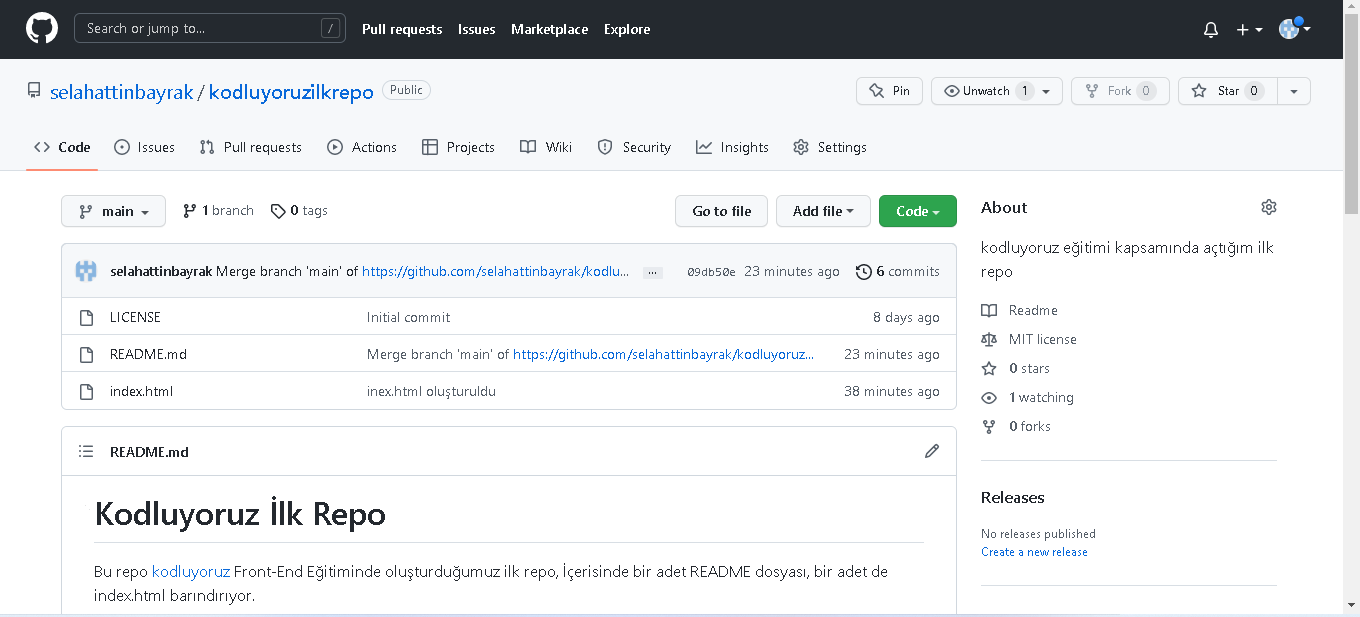 Search or jump to... / Pull requests Issues Marketplace Explore
selahattinbayrak / kodluyoruzilkrepo Public Pin Unwatch 1 Fork 0 Star 0
Code Issues Pull requests Actions Projects Wiki Security Insights Settings
main 1 branch 0 tags Go to file Add file Code
selahattinbayrak Merge branch 'main' of https://github.com/selahattinbayrak/kodlu... ... 09db50e 23 minutes ago 6 commits
LICENSE Initial commit 8 days ago
README.md Merge branch 'main' of https://github.com/selahattinbayrak/kodluyoruz... 23 minutes ago
index.html inex.html oluşturuldu 38 minutes ago
README.md
Kodluyoruz İlk Repo
Bu repo kodluyoruz Front-End Eğitiminde oluşturduğumuz ilk repo, İçerisinde bir adet README dosyası, bir adet de
index.html barındırıyor.
About
kodluyoruz eğitimi kapsamında açtığım ilk
repo
Readme
MIT license
0 stars
1 watching
0 forks
Releases
No releases published
Create a new release